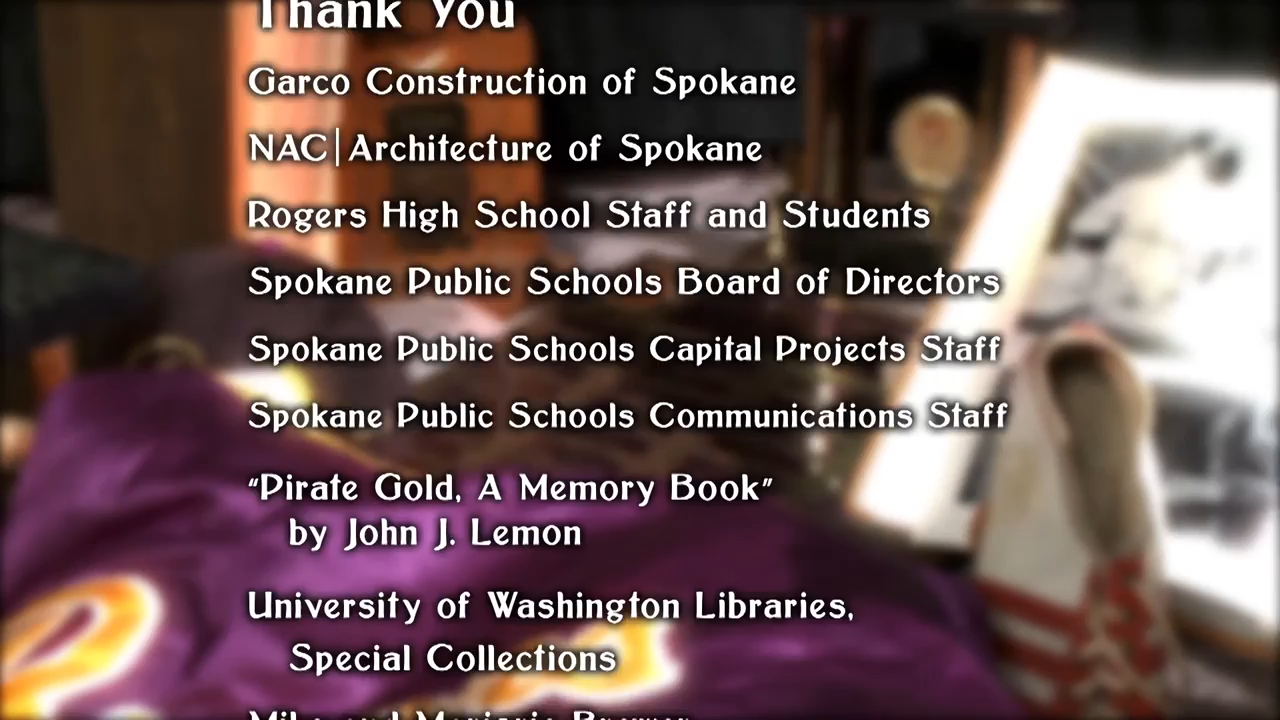 Thank You
Garco Construction of Spokane
NAC|Architecture of Spokane
Rogers High School Staff and Students
Spokane Public Schools Board of Directors
Spokane Public Schools Capital Projects Staff
Spokane Public Schools Communications Staff
"Pirate Gold, A Memory Book"
by John J. Lemon
University of Washington Libraries,
Special Collections
and